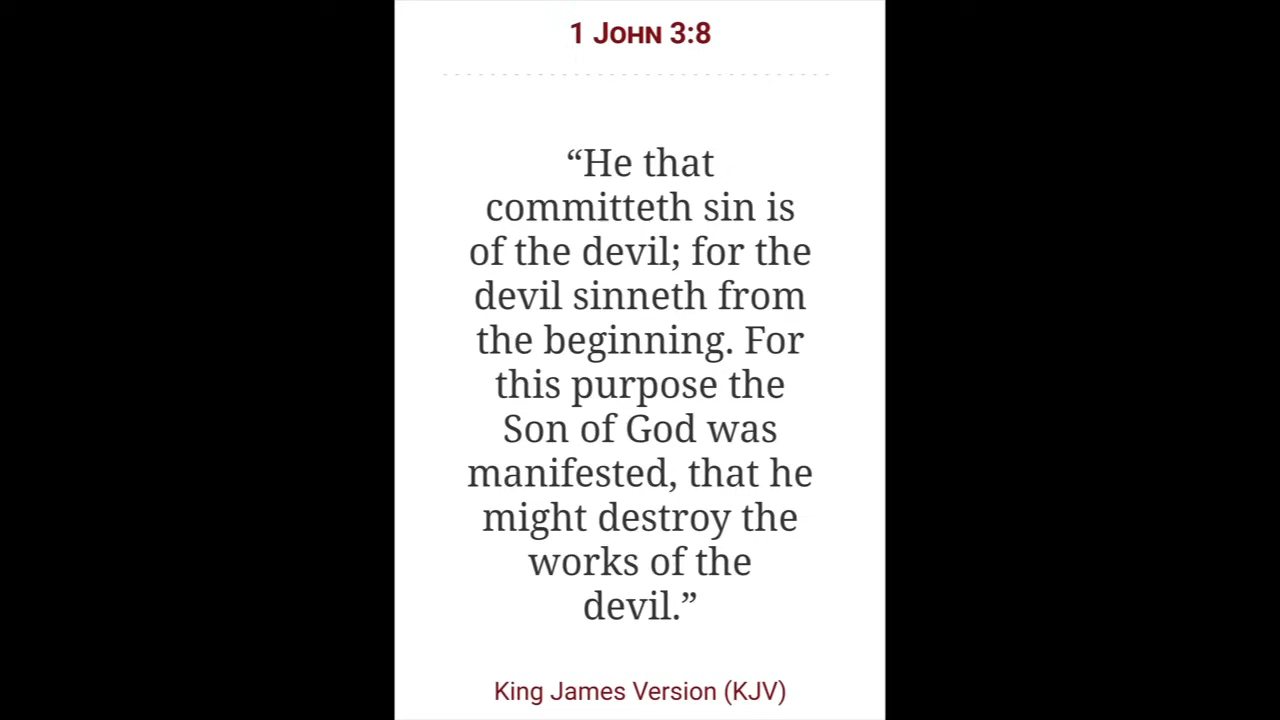 1 John 3:8
“He that
committeth sin is
of the devil; for the
devil sinneth from
the beginning. For
this purpose the
Son of God was
manifested, that he
might destroy the
works of the
devil.”
King James Version (KJV)